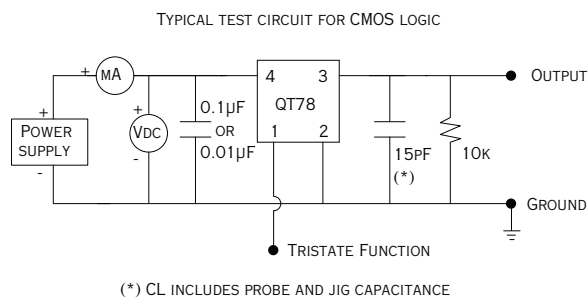 TYPICAL TEST CIRCUIT FOR CMOS LOGIC
+ MA
4 3
OUTPUT
+
+
0.1µF
QT78
POWER
VDC
OR
SUPPLY
0.01µF
1 2
15PF
10K
-
-
(*)
GROUND
TRISTATE FUNCTION
(*) CL INCLUDES PROBE AND JIG CAPACITANCE